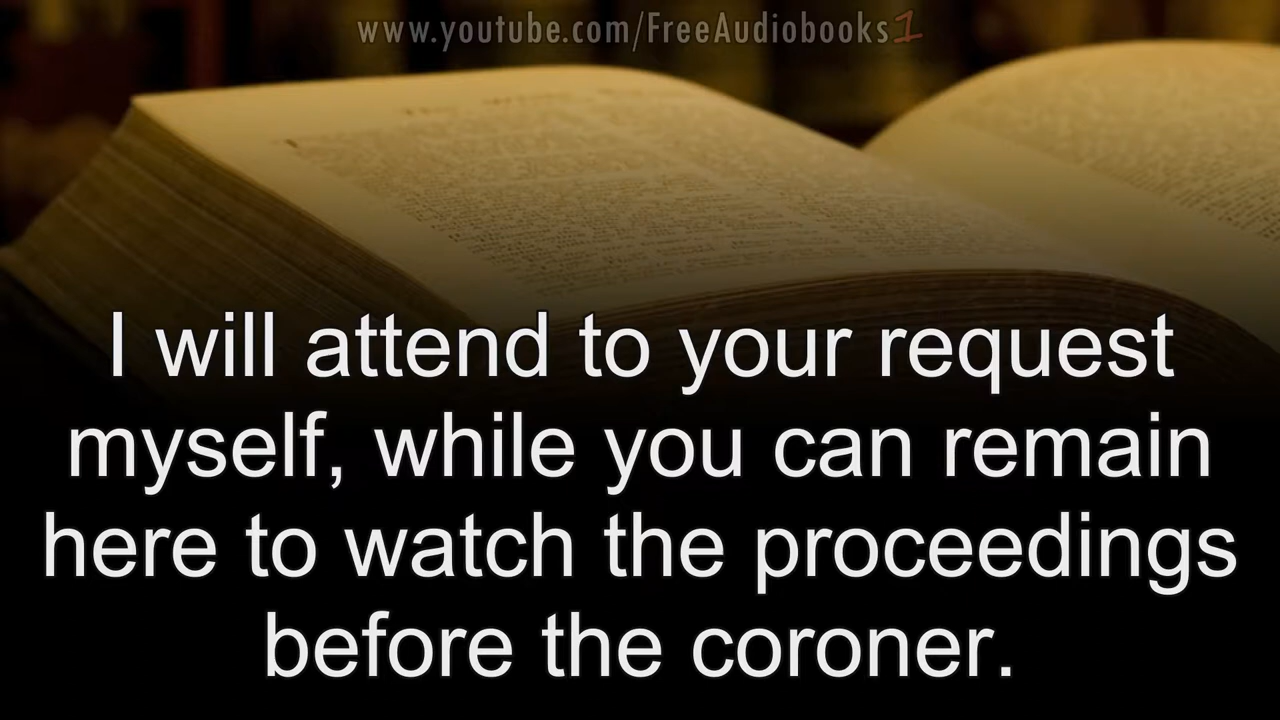 www.youtube.com/FreeAudiobooks1
I will attend to your request
myself, while you can remain
here to watch the proceedings
before the coroner.